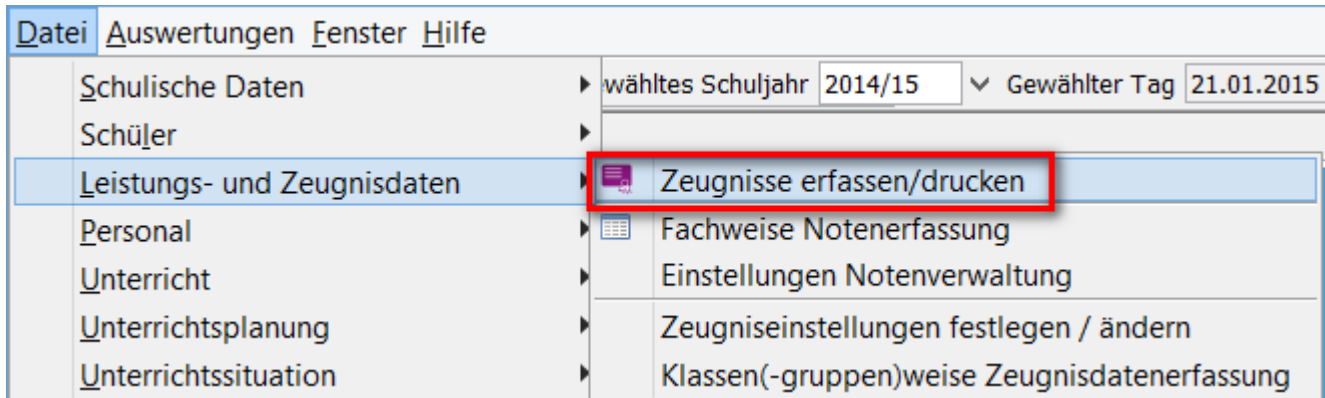 Datei Auswertungen Fenster Hilfe
Schulische Daten
wähltes Schuljahr 2014/15 Gewählter Tag 21.01.2015
Schüler
Leistungs- und Zeugnisdaten
Zeugnisse erfassen/drucken
Personal
Fachweise Notenerfassung
Unterricht
Einstellungen Notenverwaltung
Unterrichtsplanung
Zeugniseinstellungen festlegen / ändern
Unterrichtssituation
Klassen(-gruppen)weise Zeugnisdatenerfassung